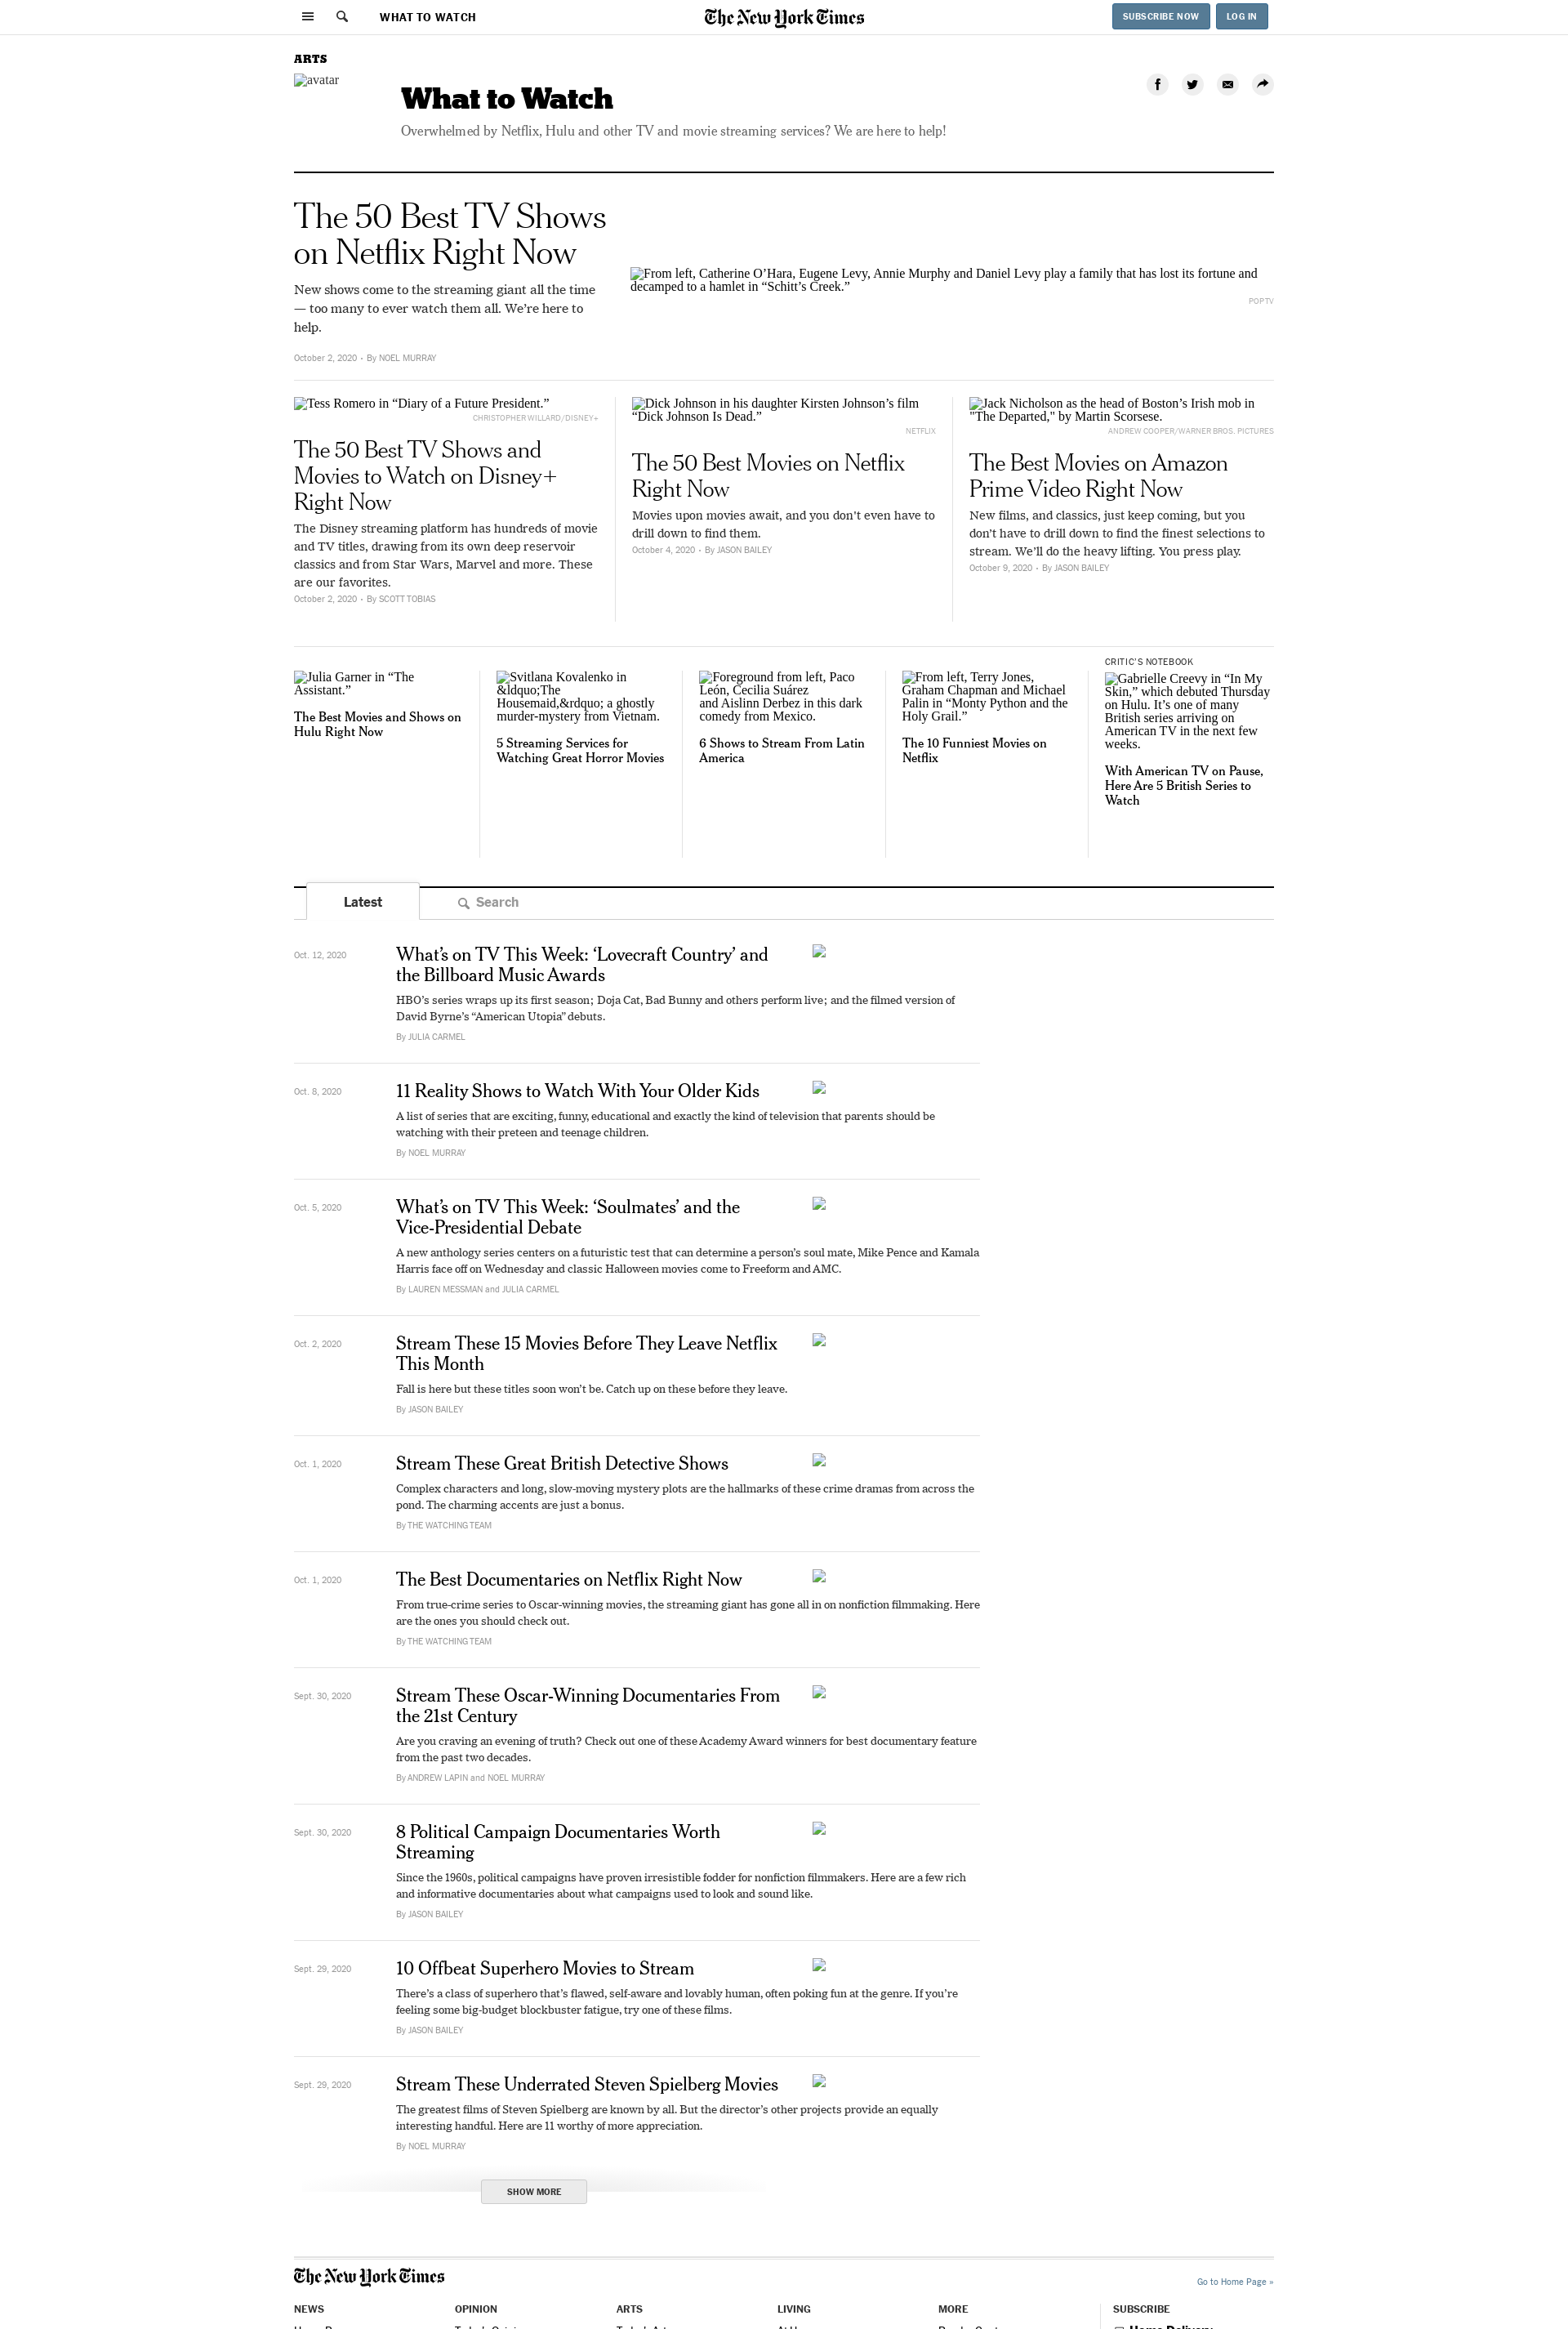 WHAT TO WATCH
The New York Times
SUBSCRIBE NOW
LOG IN
ARTS
avatar
What to Watch
Overwhelmed by Netflix, Hulu and other TV and movie streaming services? We are here to help!
The 50 Best TV Shows
on Netflix Right Now
New shows come to the streaming giant all the time
— too many to ever watch them all. We’re here to
help.
October 2, 2020 • By NOEL MURRAY
From left, Catherine O’Hara, Eugene Levy, Annie Murphy and Daniel Levy play a family that has lost its fortune and
decamped to a hamlet in “Schitt’s Creek.”
POP TV
Tess Romero in “Diary of a Future President.”
CHRISTOPHER WILLARD/DISNEY+
The 50 Best TV Shows and
Movies to Watch on Disney+
Right Now
The Disney streaming platform has hundreds of movie
and TV titles, drawing from its own deep reservoir
classics and from Star Wars, Marvel and more. These
are our favorites.
October 2, 2020 • By SCOTT TOBIAS
Dick Johnson in his daughter Kirsten Johnson’s film
“Dick Johnson Is Dead.”
NETFLIX
The 50 Best Movies on Netflix
Right Now
Movies upon movies await, and you don’t even have to
drill down to find them.
October 4, 2020 • By JASON BAILEY
Jack Nicholson as the head of Boston’s Irish mob in
"The Departed," by Martin Scorsese.
ANDREW COOPER/WARNER BROS. PICTURES
The Best Movies on Amazon
Prime Video Right Now
New films, and classics, just keep coming, but you
don’t have to drill down to find the finest selections to
stream. We’ll do the heavy lifting. You press play.
October 9, 2020 • By JASON BAILEY
Julia Garner in “The
Assistant.”
The Best Movies and Shows on
Hulu Right Now
Svitlana Kovalenko in
&ldquo;The
Housemaid,&rdquo; a ghostly
murder-mystery from Vietnam.
5 Streaming Services for
Watching Great Horror Movies
Foreground from left, Paco
León, Cecilia Suárez
and Aislinn Derbez in this dark
comedy from Mexico.
6 Shows to Stream From Latin
America
From left, Terry Jones,
Graham Chapman and Michael
Palin in “Monty Python and the
Holy Grail.”
The 10 Funniest Movies on
Netflix
CRITIC’S NOTEBOOK
Gabrielle Creevy in “In My
Skin,” which debuted Thursday
on Hulu. It’s one of many
British series arriving on
American TV in the next few
weeks.
With American TV on Pause,
Here Are 5 British Series to
Watch
Latest
Search
Oct. 12, 2020
What’s on TV This Week: ‘Lovecraft Country’ and
the Billboard Music Awards
HBO’s series wraps up its first season; Doja Cat, Bad Bunny and others perform live; and the filmed version of
David Byrne’s “American Utopia” debuts.
By JULIA CARMEL
Oct. 8, 2020
11 Reality Shows to Watch With Your Older Kids
A list of series that are exciting, funny, educational and exactly the kind of television that parents should be
watching with their preteen and teenage children.
By NOEL MURRAY
Oct. 5, 2020
What’s on TV This Week: ‘Soulmates’ and the
Vice-Presidential Debate
A new anthology series centers on a futuristic test that can determine a person’s soul mate, Mike Pence and Kamala
Harris face off on Wednesday and classic Halloween movies come to Freeform and AMC.
By LAUREN MESSMAN and JULIA CARMEL
Oct. 2, 2020
Stream These 15 Movies Before They Leave Netflix
This Month
Fall is here but these titles soon won’t be. Catch up on these before they leave.
By JASON BAILEY
Oct. 1, 2020
Stream These Great British Detective Shows
Complex characters and long, slow-moving mystery plots are the hallmarks of these crime dramas from across the
pond. The charming accents are just a bonus.
By THE WATCHING TEAM
Oct. 1, 2020
The Best Documentaries on Netflix Right Now
From true-crime series to Oscar-winning movies, the streaming giant has gone all in on nonfiction filmmaking. Here
are the ones you should check out.
By THE WATCHING TEAM
Sept. 30, 2020
Stream These Oscar-Winning Documentaries From
the 21st Century
Are you craving an evening of truth? Check out one of these Academy Award winners for best documentary feature
from the past two decades.
By ANDREW LAPIN and NOEL MURRAY
Sept. 30, 2020
8 Political Campaign Documentaries Worth
Streaming
Since the 1960s, political campaigns have proven irresistible fodder for nonfiction filmmakers. Here are a few rich
and informative documentaries about what campaigns used to look and sound like.
By JASON BAILEY
Sept. 29, 2020
10 Offbeat Superhero Movies to Stream
There’s a class of superhero that’s flawed, self-aware and lovably human, often poking fun at the genre. If you’re
feeling some big-budget blockbuster fatigue, try one of these films.
By JASON BAILEY
Sept. 29, 2020
Stream These Underrated Steven Spielberg Movies
The greatest films of Steven Spielberg are known by all. But the director’s other projects provide an equally
interesting handful. Here are 11 worthy of more appreciation.
By NOEL MURRAY
SHOW MORE
The New York Times
Go to Home Page »
NEWS
OPINION
ARTS
LIVING
MORE
SUBSCRIBE